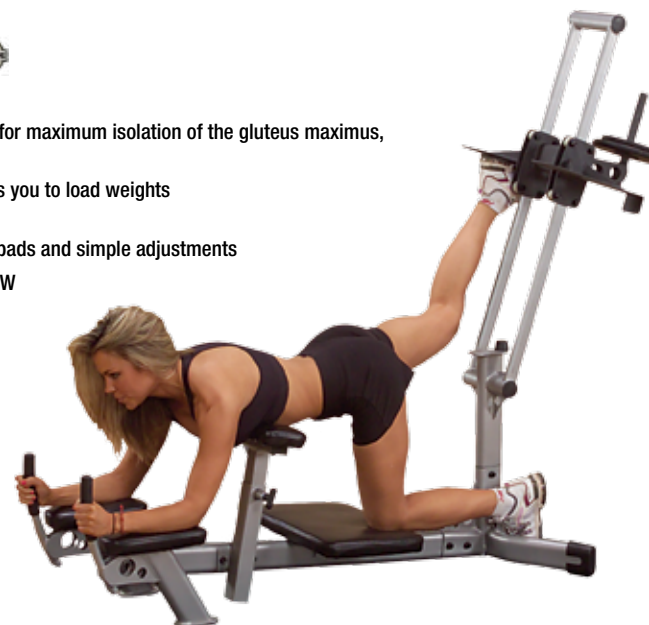 for maximum isolation of the gluteus maximus,
s you to load weights
pads and simple adjustments
W